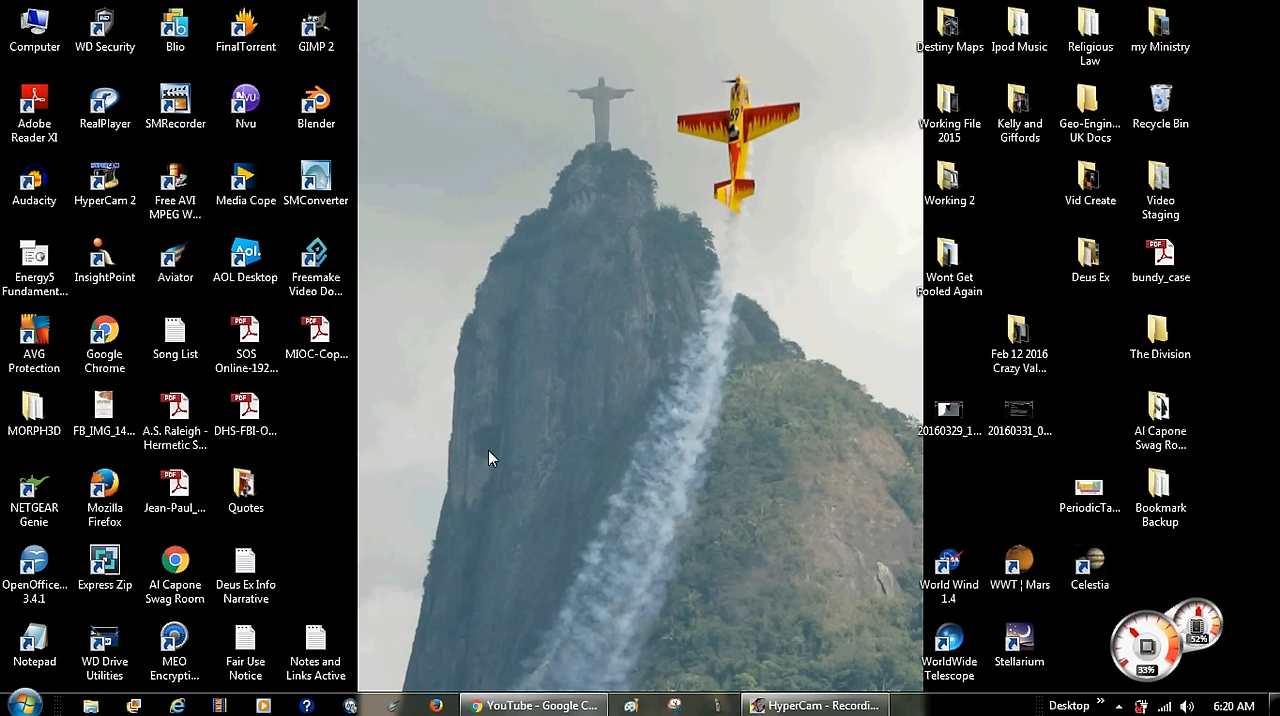 Computer
WD Security
Blio
FinalTorrent
GIMP 2
Destiny Maps
Ipod Music
Religious
Law
my Ministry
Adobe
Reader XI
RealPlayer
SMRecorder
Nvu
Blender
Working File
2015
Kelly and
Giffords
Geo-Engin...
UK Docs
Recycle Bin
Audacity
HyperCam 2
Free AVI
MPEG W...
Media Cope
SMConverter
Working 2
Vid Create
Video
Staging
Energy5
Fundament...
InsightPoint
Aviator
AOL Desktop
Freemake
Video Do...
Wont Get
Fooled Again
Deus Ex
bundy_case
AVG
Protection
Google
Chrome
Song List
SOS
Online-192...
MIOC-Cop...
Feb 12 2016
Crazy Val...
The Division
MORPH3D
FB_IMG_14...
A.S. Raleigh -
Hermetic S...
DHS-FBI-O...
20160329_1...
20160331_0...
Al Capone
Swag Ro...
NETGEAR
Genie
Mozilla
Firefox
Jean-Paul_...
Quotes
PeriodicTa...
Bookmark
Backup
OpenOffice...
3.4.1
Express Zip
Al Capone
Swag Room
Deus Ex Info
Narrative
World Wind
1.4
WWT ¦ Mars
Celestia
Notepad
WD Drive
Utilities
MEO
Encrypti...
Fair Use
Notice
Notes and
Links Active
WorldWide
Telescope
Stellarium
52%
33%
69
YouTube - Google C...
HyperCam - Recordi...
Desktop
6:20 AM